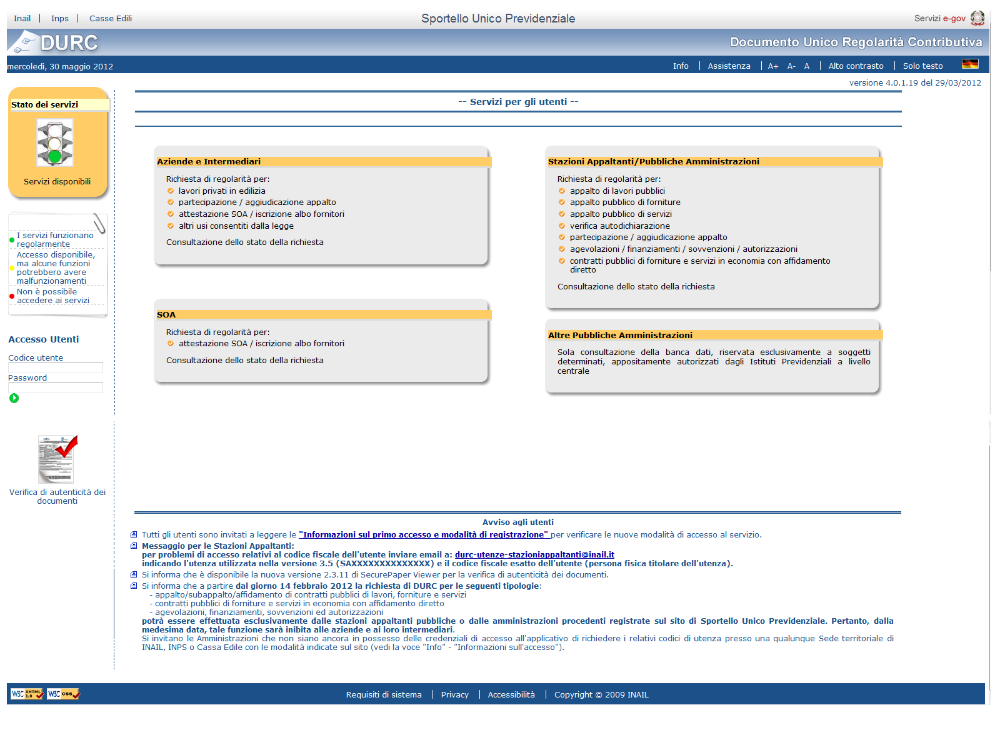 Inail | Inps | Casse Edili
Sportello Unico Previdenziale
Servizi e-gov
DURC
Documento Unico Regolarità Contributiva
mercoledì, 30 maggio 2012
Info | Assistenza | A+ A- A | Alto contrasto | Solo testo
versione 4.0.1.19 del 29/03/2012
Stato dei servizi
Servizi disponibili
I servizi funzionano
regolarmente
Accesso disponibile,
ma alcune funzioni
potrebbero avere
malfunzionamenti
Non è possibile
accedere ai servizi
Accesso Utenti
Codice utente
Password
Verifica di autenticità dei
documenti
-- Servizi per gli utenti --
Aziende e Intermediari
Richiesta di regolarità per:
lavori privati in edilizia
partecipazione / aggiudicazione appalto
attestazione SOA / iscrizione albo fornitori
altri usi consentiti dalla legge
Consultazione dello stato della richiesta
SOA
Richiesta di regolarità per:
attestazione SOA / iscrizione albo fornitori
Consultazione dello stato della richiesta
Stazioni Appaltanti/Pubbliche Amministrazioni
Richiesta di regolarità per:
appalto di lavori pubblici
appalto pubblico di forniture
appalto pubblico di servizi
verifica autodichiarazione
partecipazione / aggiudicazione appalto
agevolazioni / finanziamenti / sovvenzioni / autorizzazioni
contratti pubblici di forniture e servizi in economia con affidamento
diretto
Consultazione dello stato della richiesta
Altre Pubbliche Amministrazioni
Sola consultazione della banca dati, riservata esclusivamente a soggetti
determinati, appositamente autorizzati dagli Istituti Previdenziali a livello
centrale
Avviso agli utenti
Tutti gli utenti sono invitati a leggere le "Informazioni sul primo accesso e modalità di registrazione" per verificare le nuove modalità di accesso al servizio.
Messaggio per le Stazioni Appaltanti:
per problemi di accesso relativi al codice fiscale dell'utente inviare email a: durc-utenze-stazioniappaltanti@inail.it
indicando l'utenza utilizzata nella versione 3.5 (SAXXXXXXXXXXXXXX) e il codice fiscale esatto dell'utente (persona fisica titolare dell'utenza).
Si informa che è disponibile la nuova versione 2.3.11 di SecurePaper Viewer per la verifica di autenticità dei documenti.
Si informa che a partire dal giorno 14 febbraio 2012 la richiesta di DURC per le seguenti tipologie:
- appalto/subappalto/affidamento di contratti pubblici di lavori, forniture e servizi
- contratti pubblici di forniture e servizi in economia con affidamento diretto
- agevolazioni, finanziamenti, sovvenzioni ed autorizzazioni
potrà essere effettuata esclusivamente dalle stazioni appaltanti pubbliche o dalle amministrazioni procedenti registrate sul sito di Sportello Unico Previdenziale. Pertanto, dalla
medesima data, tale funzione sarà inibita alle aziende e ai loro intermediari.
Si invitano le Amministrazioni che non siano ancora in possesso delle credenziali di accesso all'applicativo di richiedere i relativi codici di utenza presso una qualunque Sede territoriale di
INAIL, INPS o Cassa Edile con le modalità indicate sul sito (vedi la voce "Info" - "Informazioni sull'accesso").
W3C XHTML 1.0 W3C css
Requisiti di sistema | Privacy | Accessibilità | Copyright © 2009 INAIL